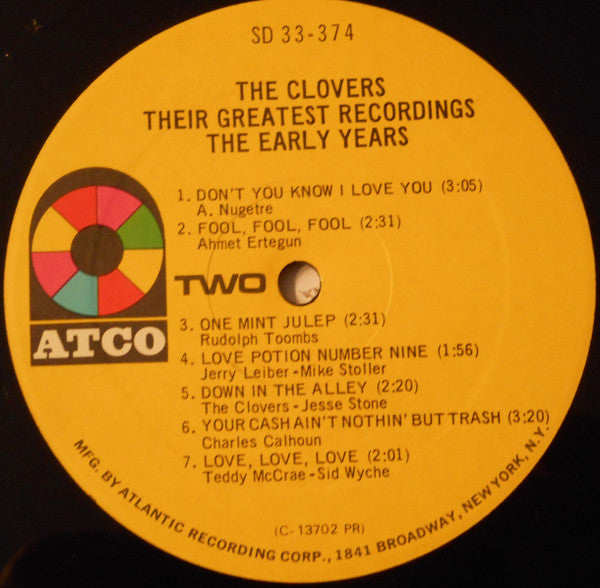 SD 33-374
THE CLOVERS
THEIR GREATEST RECORDINGS
THE EARLY YEARS
1. DON'T YOU KNOW I LOVE YOU (3:05)
A. Nugetre
2. FOOL, FOOL, FOOL (2:31)
Ahmet Ertegun
TWO
ATCO
3. ONE MINT JULEP (2:31)
Rudolph Toombs
4. LOVE POTION NUMBER NINE (1:56)
Jerry Leiber-Mike Stoller
5. DOWN IN THE ALLEY (2:20)
The Clovers-Jesse Stone
6. YOUR CASH AIN'T NOTHIN' BUT TRASH (3:20)
Charles Calhoun
7. LOVE, LOVE, LOVE (2:01)
Teddy McCrae-Sid Wyche
(C-13702 PR)
MFG. BY ATLANTIC RECORDING CORP., 1841 BROADWAY, NEW YORK, N.Y.